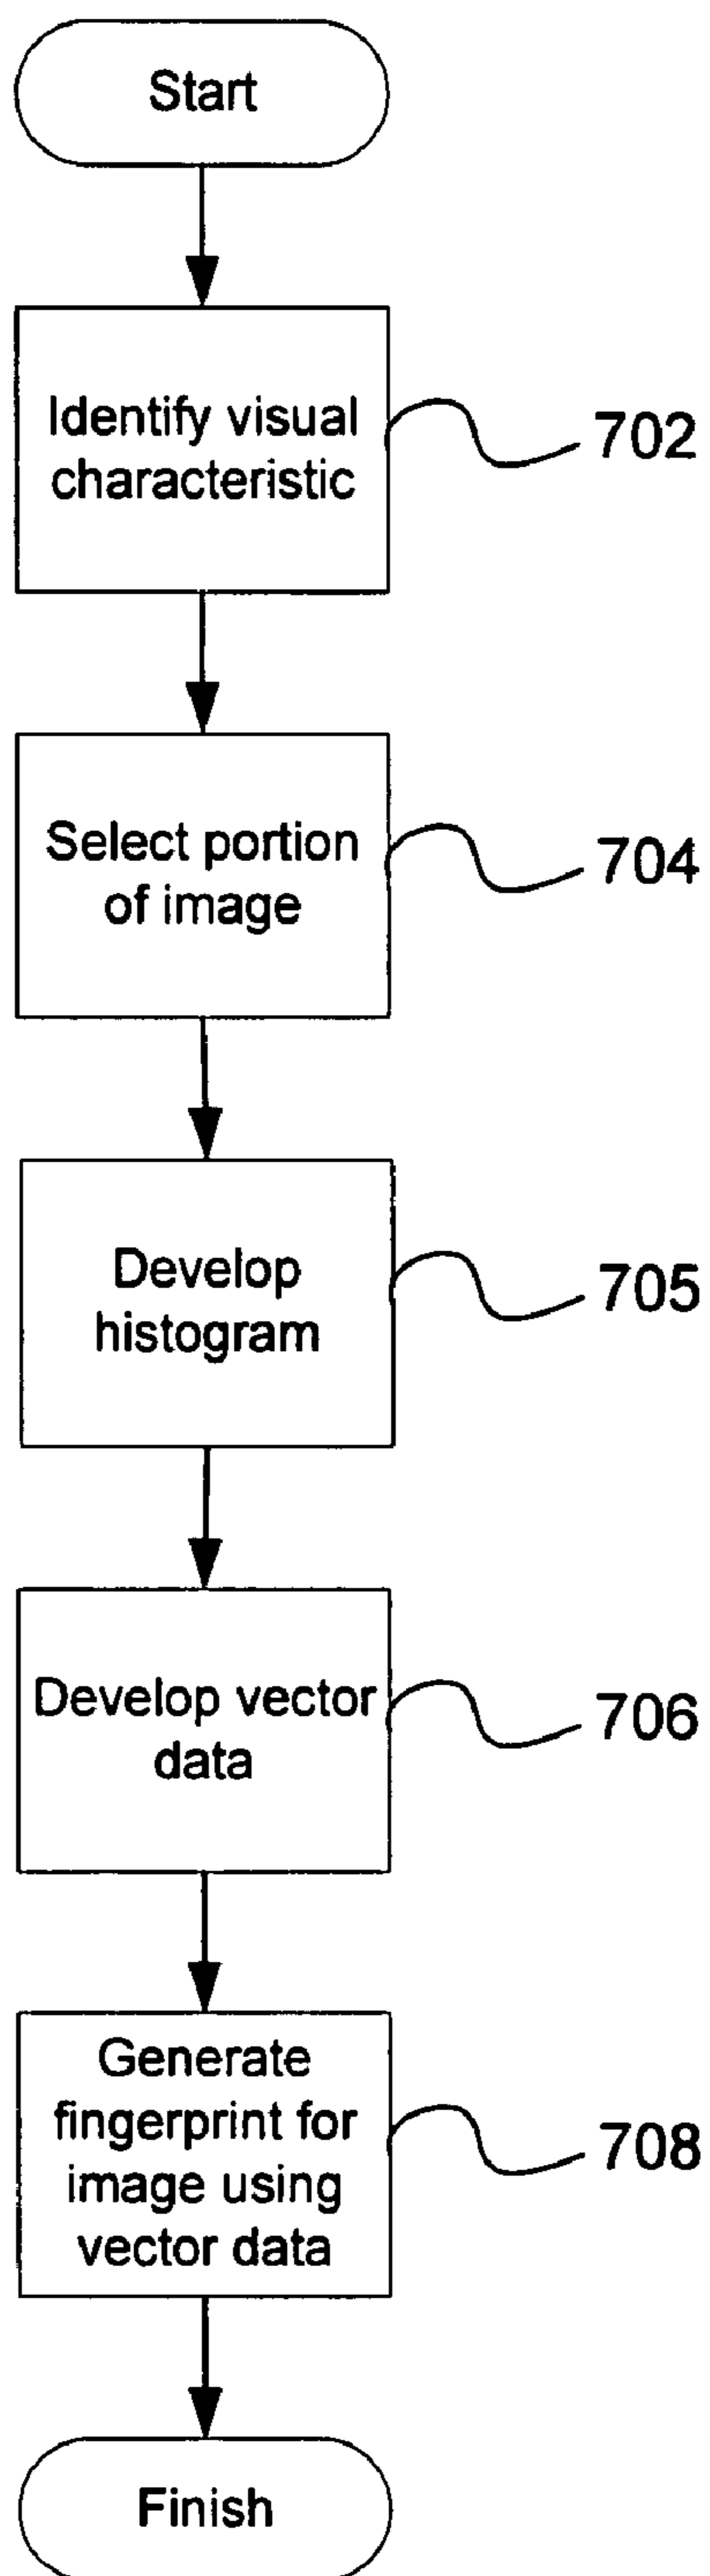 Start
Identify visual
characteristic
702
Select portion
of image
704
Develop
histogram
705
Develop vector
data
706
Generate
fingerprint for
image using
vector data
708
Finish